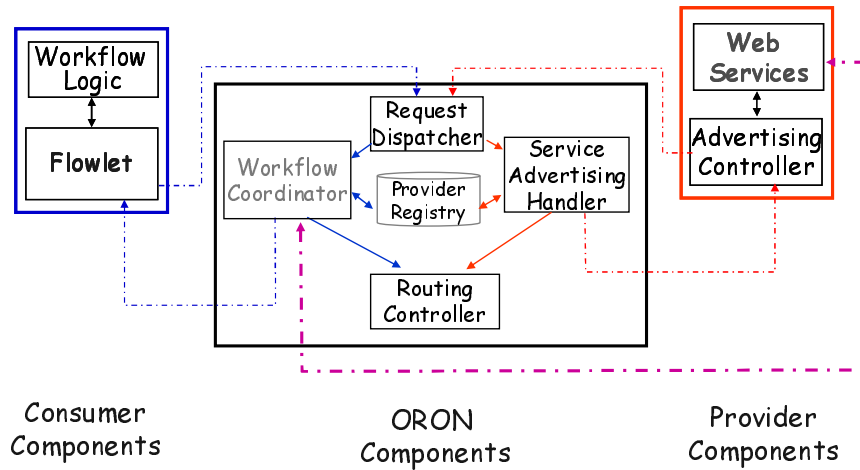 Workflow
Logic
Flowlet
Request
Dispatcher
Workflow
Coordinator
Provider
Registry
Service
Advertising
Handler
Routing
Controller
Web
Services
Advertising
Controller
Consumer
Components
ORON
Components
Provider
Components